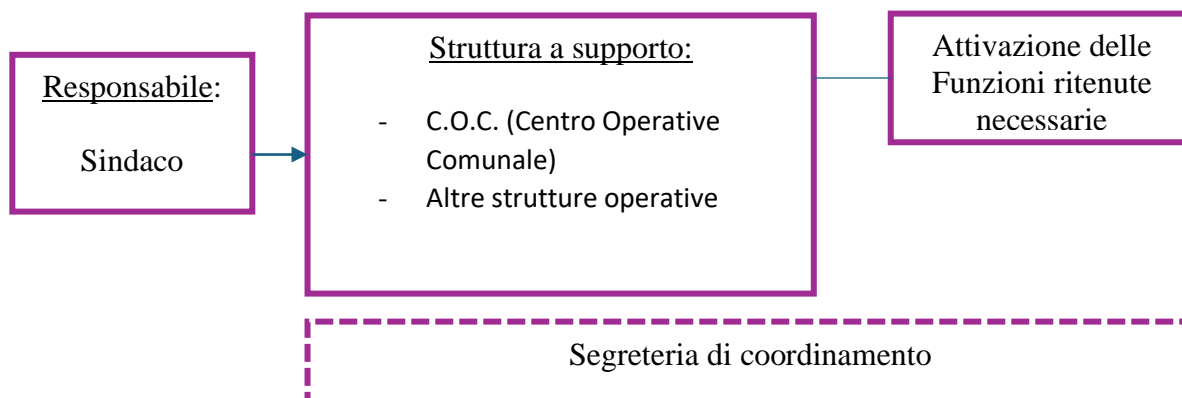 Responsabile:
Sindaco
Struttura a supporto:
- C.O.C. (Centro Operative
Comunale)
- Altre strutture operative
Attivazione delle
Funzioni ritenute
necessarie
Segreteria di coordinamento